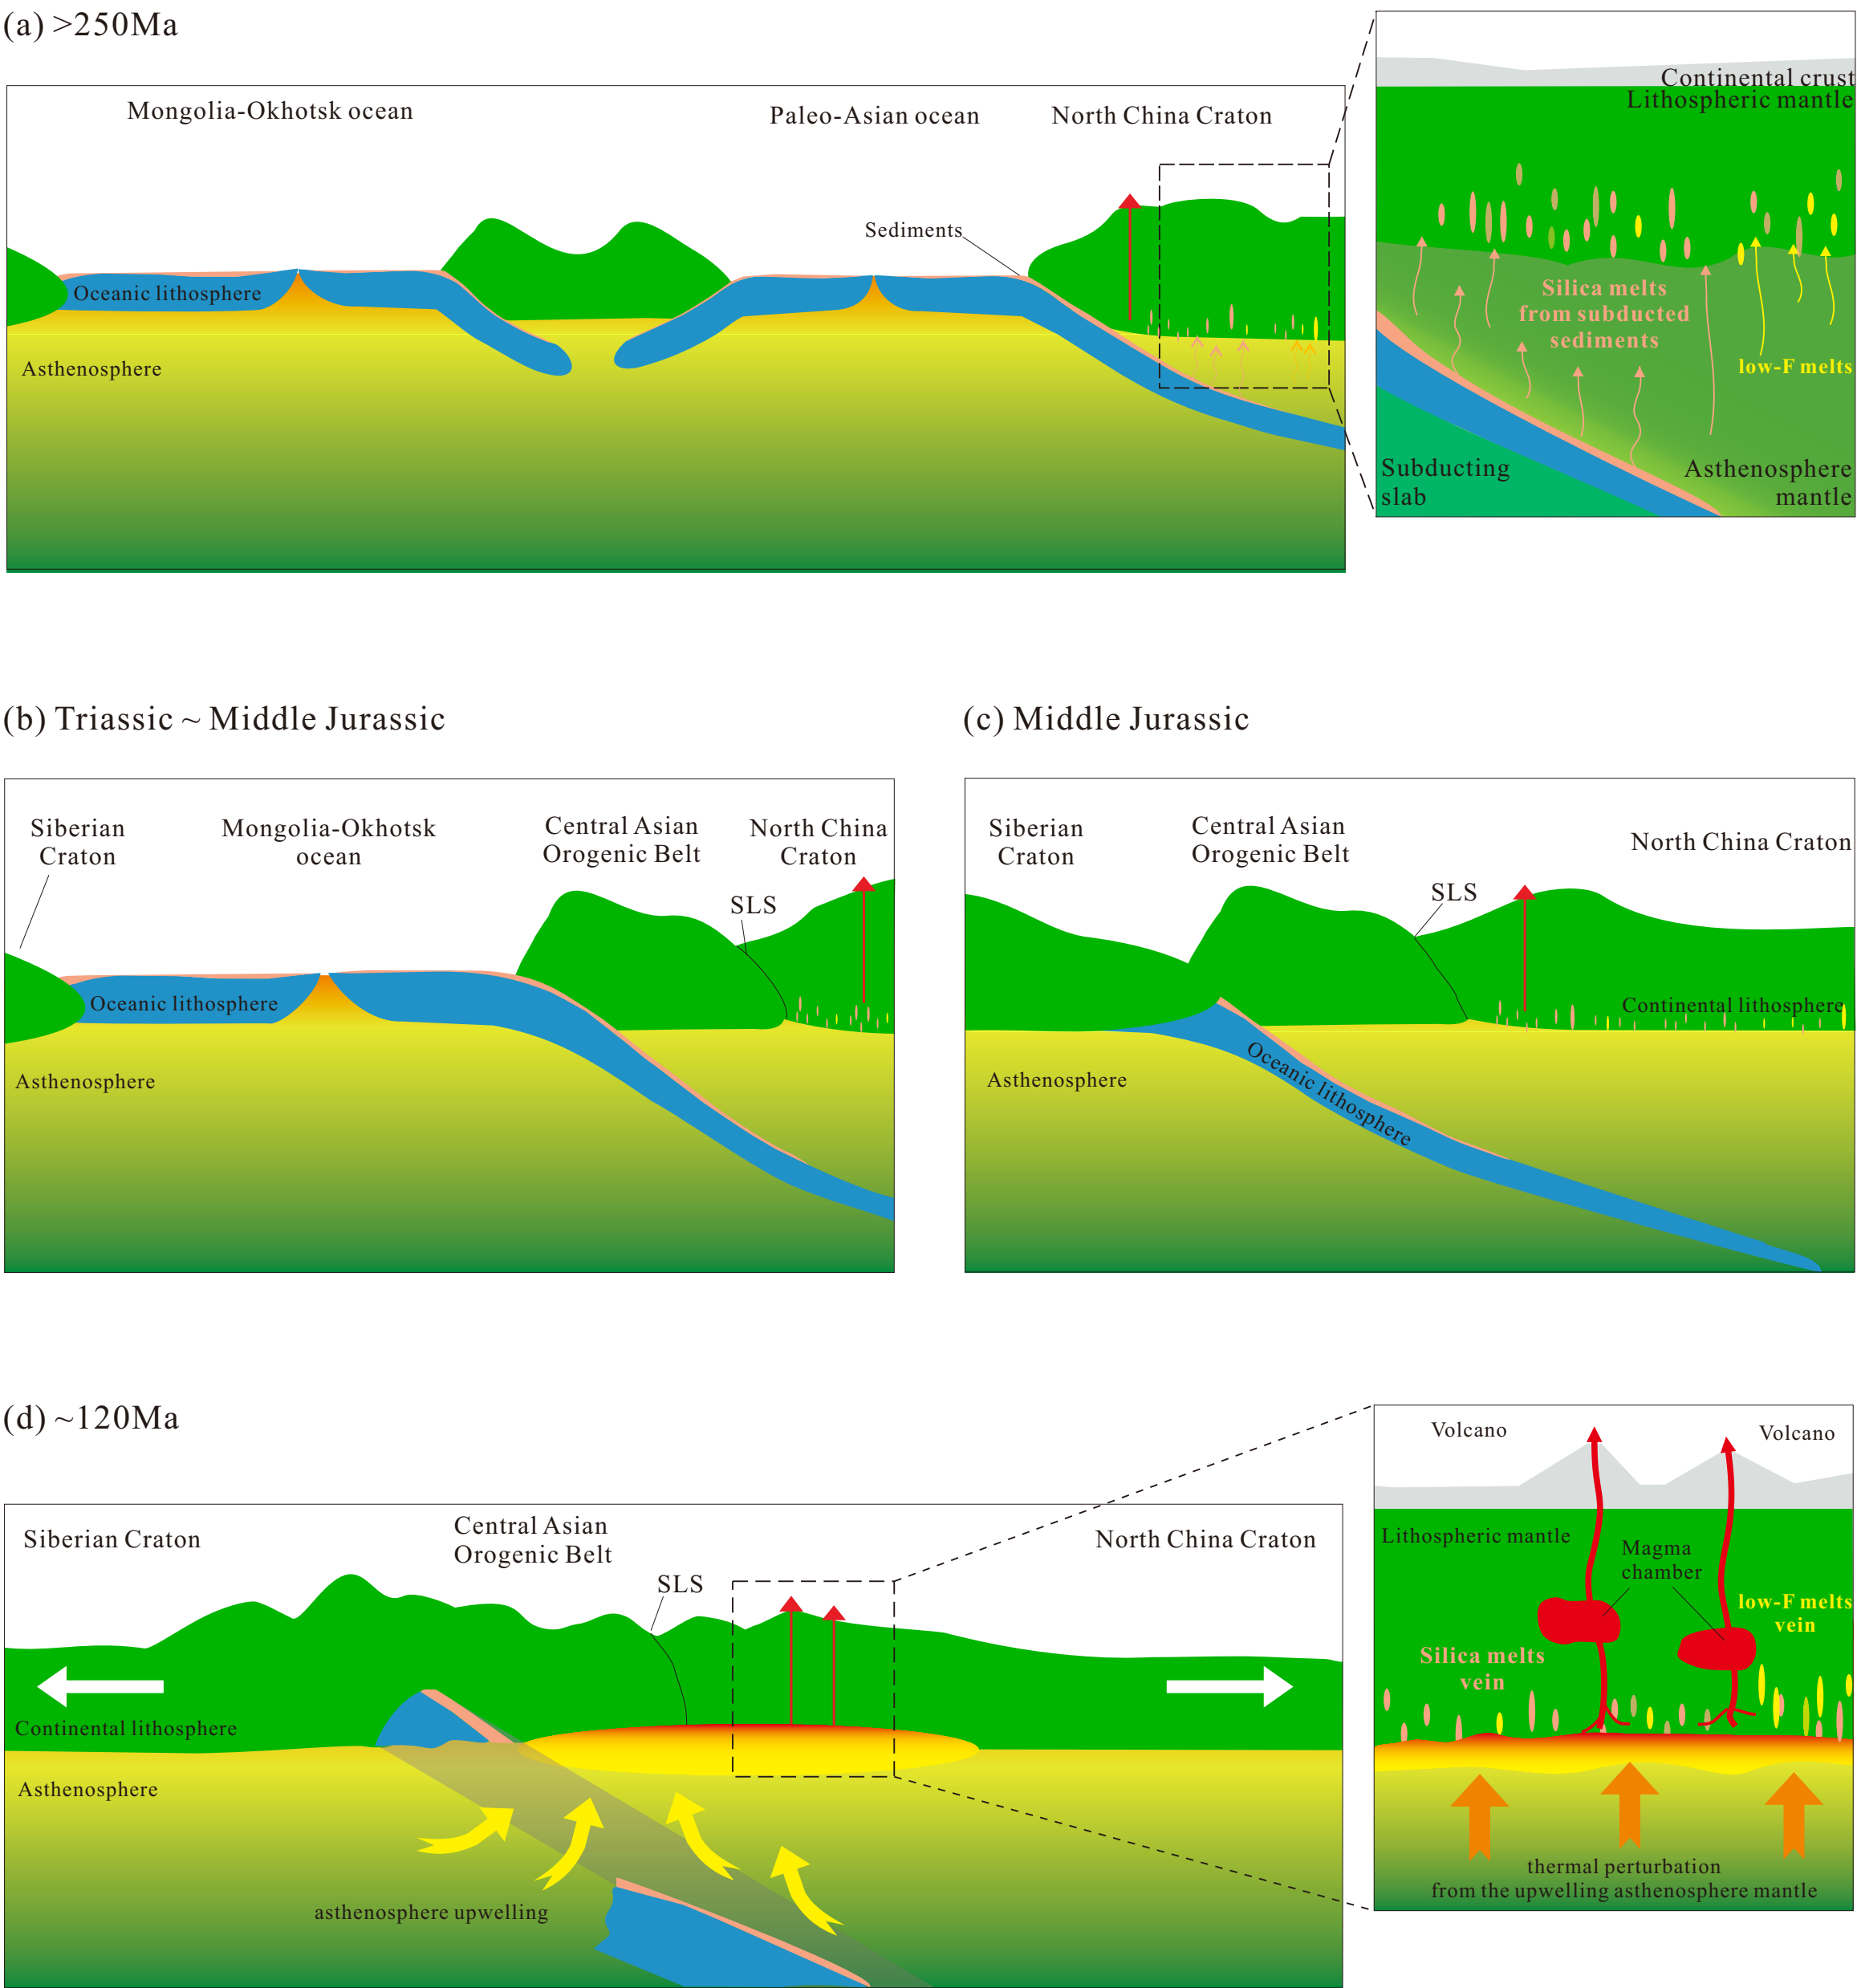 (a) >250Ma
Mongolia-Okhotsk ocean
Paleo-Asian ocean
North China Craton
Sediments
Oceanic lithosphere
Asthenosphere
Continental crust
Lithospheric mantle
Silica melts
from subducted
sediments
low-F melts
Subducting
slab
Asthenosphere
mantle
(b) Triassic ~ Middle Jurassic
Siberian
Craton
Mongolia-Okhotsk
ocean
Central Asian
Orogenic Belt
North China
Craton
SLS
Oceanic lithosphere
Asthenosphere
(c) Middle Jurassic
Siberian
Craton
Central Asian
Orogenic Belt
North China Craton
SLS
Continental lithosphere
Oceanic lithosphere
Asthenosphere
(d) ~120Ma
Siberian Craton
Central Asian
Orogenic Belt
North China Craton
SLS
Continental lithosphere
Asthenosphere
asthenosphere upwelling
Volcano
Volcano
Lithospheric mantle
Magma
chamber
low-F melts
vein
Silica melts
vein
thermal perturbation
from the upwelling asthenosphere mantle